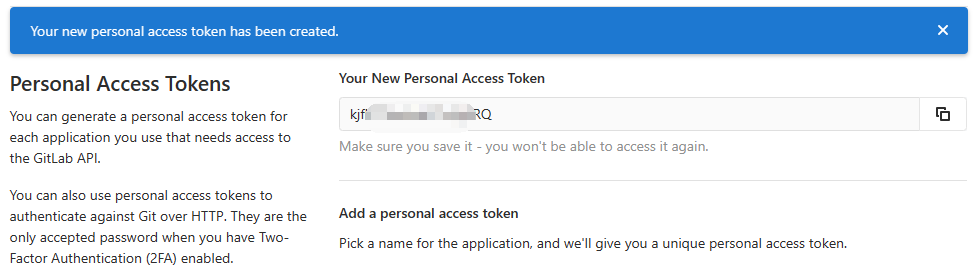 Your new personal access token has been created.
Personal Access Tokens
You can generate a personal access token for
each application you use that needs access to
the GitLab API.
You can also use personal access tokens to
authenticate against Git over HTTP. They are the
only accepted password when you have Two-
Factor Authentication (2FA) enabled.
Your New Personal Access Token
Make sure you save it - you won't be able to access it again.
Add a personal access token
Pick a name for the application, and we'll give you a unique personal access token.